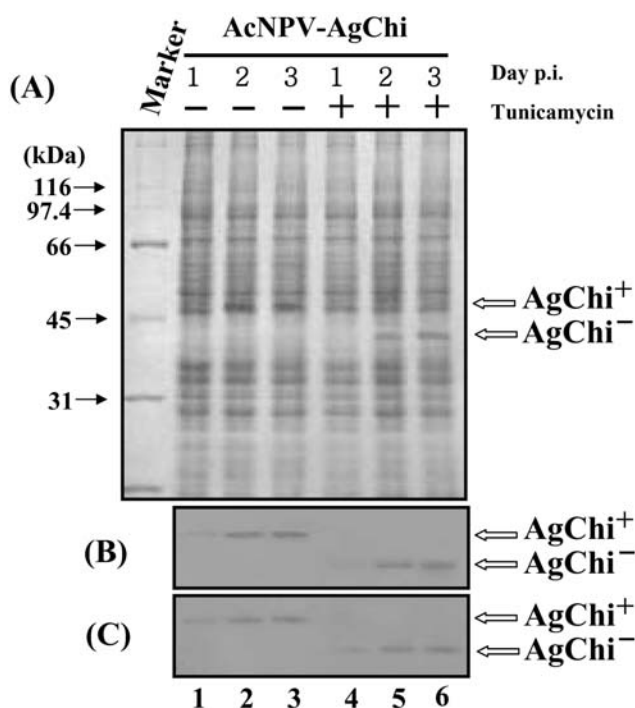 AcNPV-AgChi
Marker 1 2 3 1 2 3 Day p.i.
(A) − − − + + + Tunicamycin
(kDa)
116
97.4
66
AgChi+
45
AgChi−
31
AgChi+
(B)
AgChi−
AgChi+
(C)
AgChi−
1 2 3 4 5 6